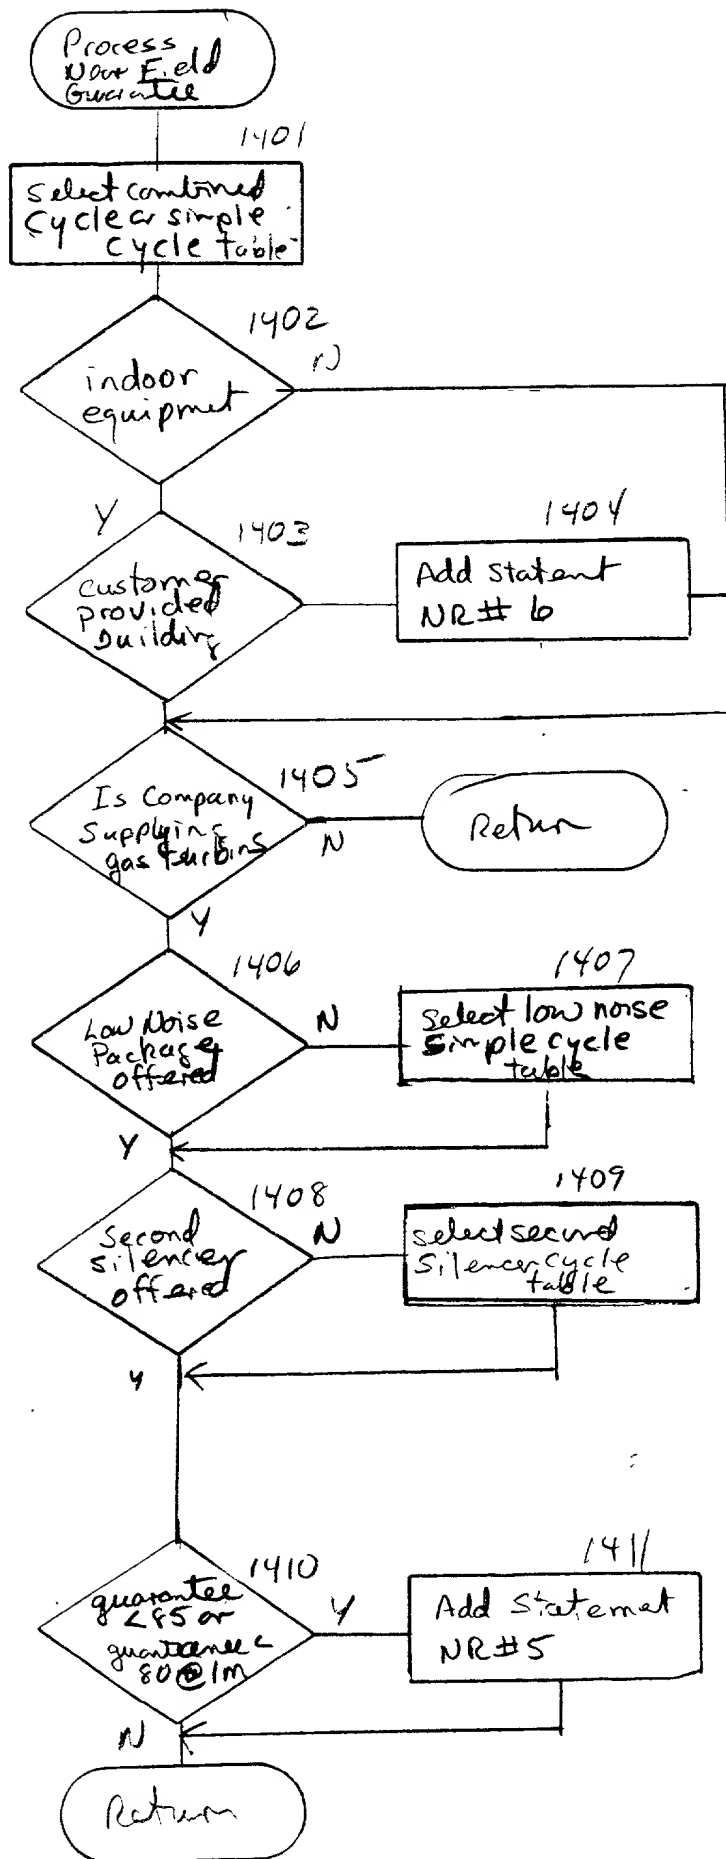 Process
Near Field
Guarantee
1401
select combined
cycle or simple
cycle table
1402
N
indoor
equipmet
Y
1403
customer
provided
building
1404
Add Statent
NR # 6
1405
Is Company
Supplying
gas turbins
N
Return
Y
1406
Low Noise
Package
offered
N
1407
select low noise
simple cycle
table
Y
1408
Second
silencer
offered
N
1409
select second
silencer cycle
table
Y
1410
guarantee
<85 or
guarantee <
80 @ 1m
Y
1411
Add Statemet
NR #5
N
Return